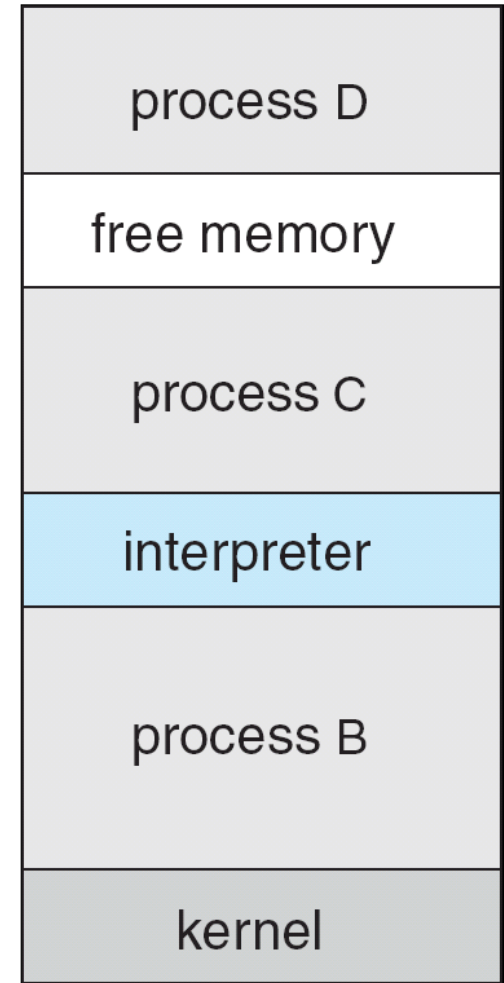 process D
free memory
process C
interpreter
process B
kernel